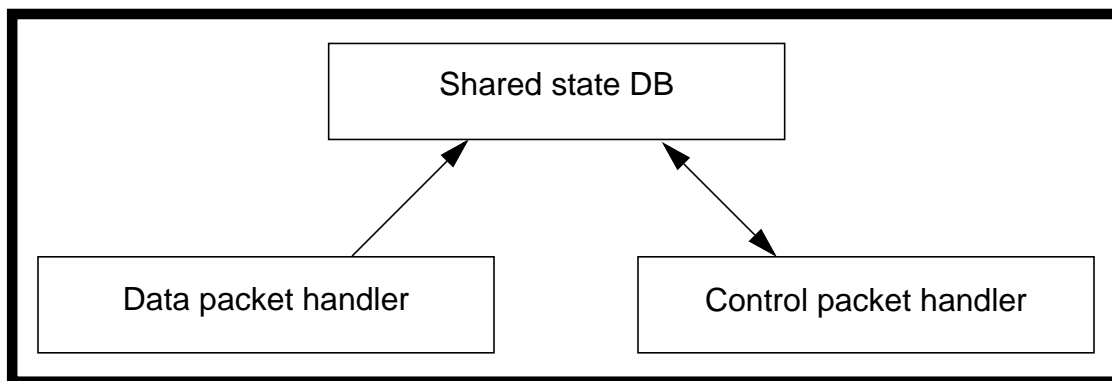 Shared state DB
Data packet handler
Control packet handler